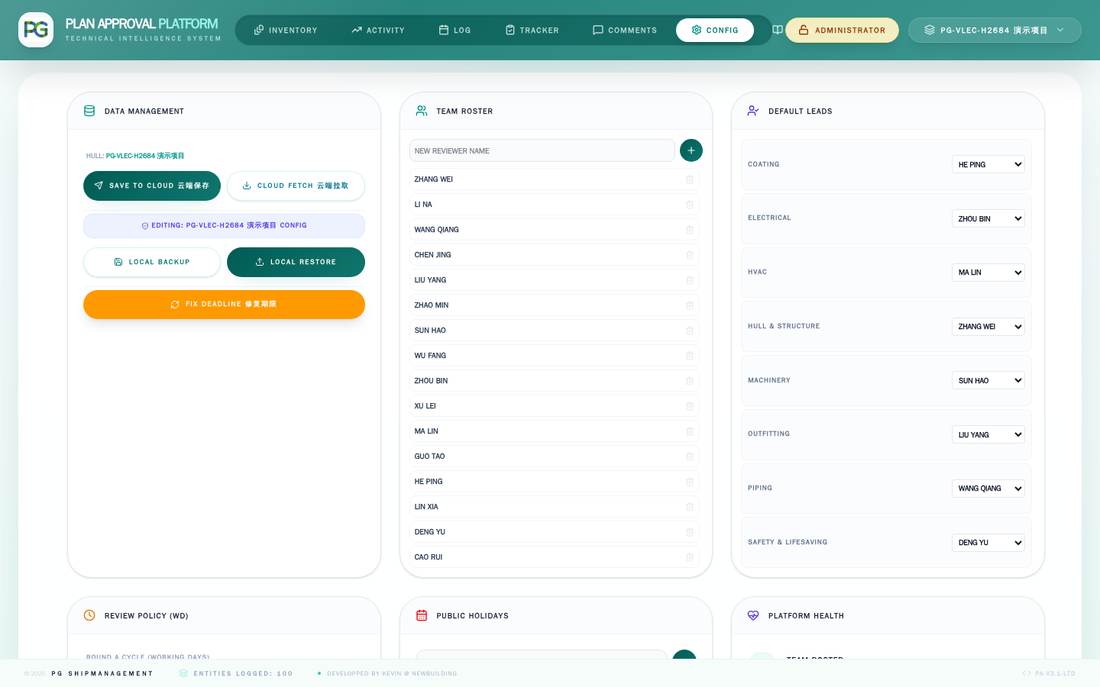 PG
PLAN APPROVAL PLATFORM
TECHNICAL INTELLIGENCE SYSTEM
INVENTORY
ACTIVITY
LOG
TRACKER
COMMENTS
CONFIG
ADMINISTRATOR
PG-VLEC-H2684 演示项目
DATA MANAGEMENT
HULL: PG-VLEC-H2684 演示项目
SAVE TO CLOUD 云端保存
CLOUD FETCH 云端拉取
EDITING: PG-VLEC-H2684 演示项目 CONFIG
LOCAL BACKUP
LOCAL RESTORE
FIX DEADLINE 修复期限
TEAM ROSTER
NEW REVIEWER NAME
ZHANG WEI
LI NA
WANG QIANG
CHEN JING
LIU YANG
ZHAO MIN
SUN HAO
WU FANG
ZHOU BIN
XU LEI
MA LIN
GUO TAO
HE PING
LIN XIA
DENG YU
CAO RUI
DEFAULT LEADS
COATING HE PING
ELECTRICAL ZHOU BIN
HVAC MA LIN
HULL & STRUCTURE ZHANG WEI
MACHINERY SUN HAO
OUTFITTING LIU YANG
PIPING WANG QIANG
SAFETY & LIFESAVING DENG YU
REVIEW POLICY (WD)
ROUND A CYCLE (WORKING DAYS)
PUBLIC HOLIDAYS
PLATFORM HEALTH
TEAM ROSTER
PG SHIPMANAGEMENT
ENTITIES LOGGED: 100
DEVELOPPED BY KEVIN @ NEWBUILDING